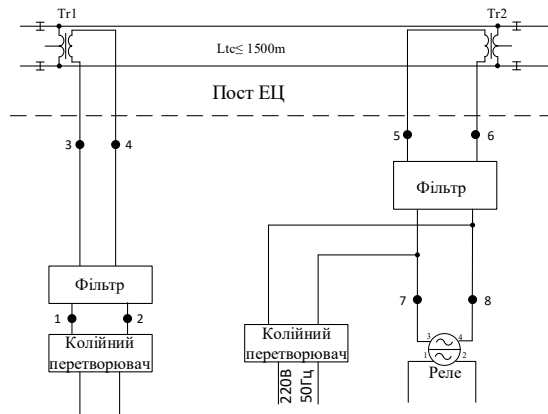 Tr1
Tr2
Ltc≤ 1500m
Пост ЕЦ
3
4
5
6
Фільтр
Фільтр
1
2
7
8
Колійний
перетворювач
Колійний
перетворювач
220В
50Гц
3
4
1
2
Реле